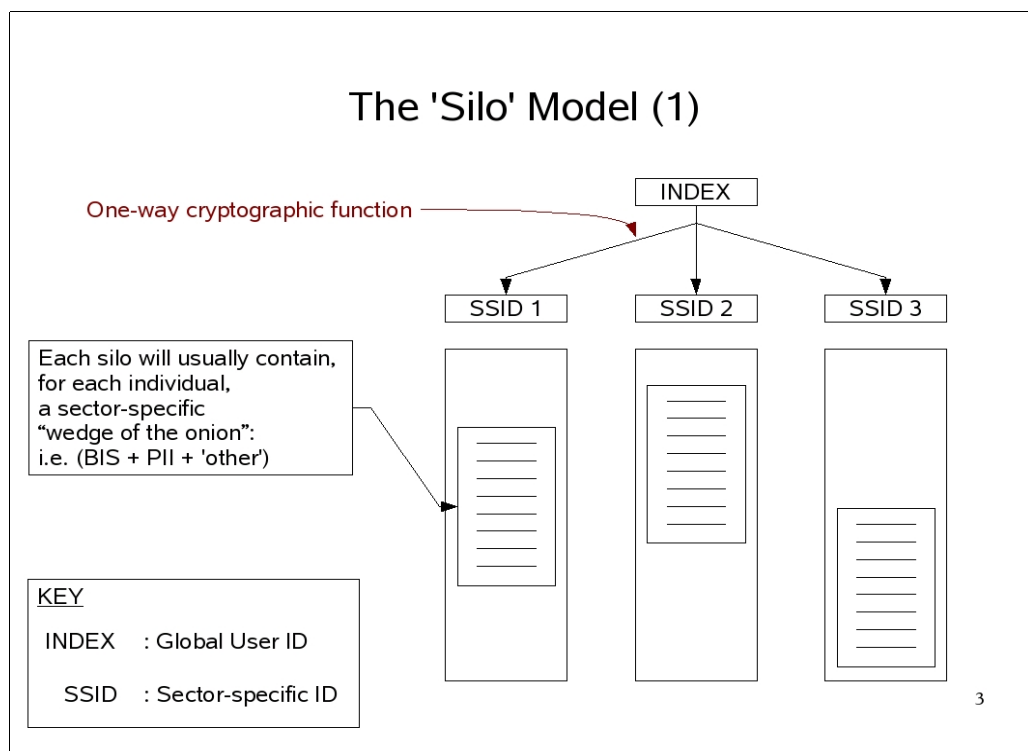 The 'Silo' Model (1)
INDEX
One-way cryptographic function
SSID 1
SSID 2
SSID 3
Each silo will usually contain,
for each individual,
a sector-specific
“wedge of the onion”:
i.e. (BIS + PII + 'other')
KEY
INDEX : Global User ID
SSID : Sector-specific ID
3